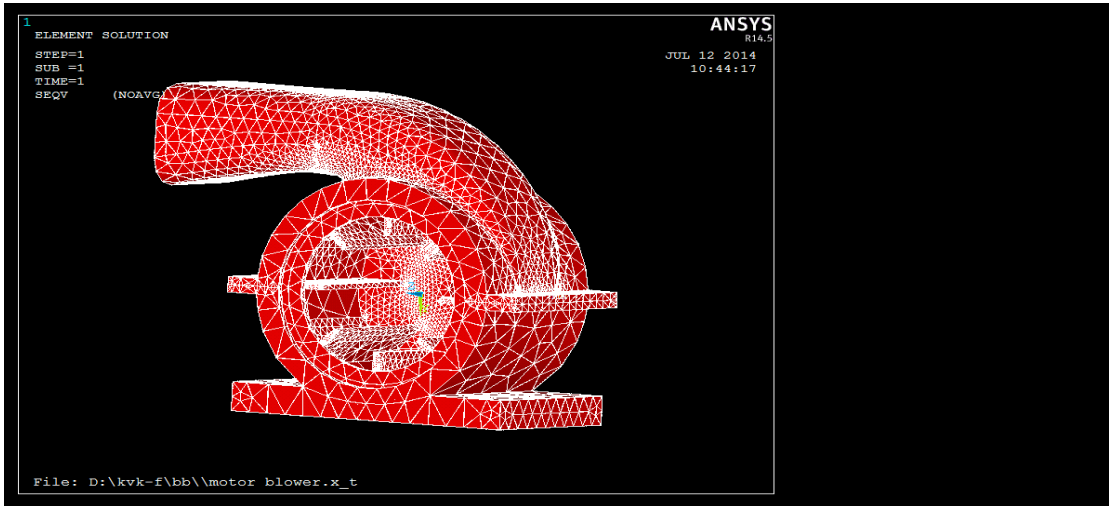 1
ELEMENT SOLUTION
STEP=1
SUB =1
TIME=1
SEQV (NOAVG)
ANSYS
R14.5
JUL 12 2014
10:44:17
File: D:\kvk-f\bb\\motor blower.x_t